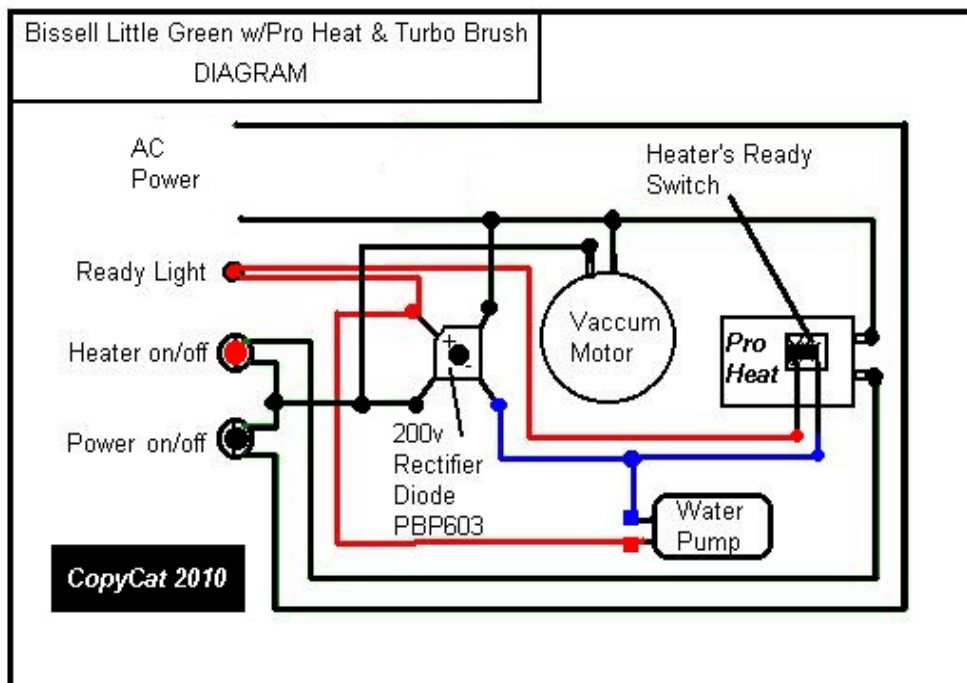 Bissell Little Green w/Pro Heat & Turbo Brush
DIAGRAM
AC
Power
Heater's Ready
Switch
Ready Light
Vaccum
Motor
Pro
Heat
Heater on/off
+
-
Power on/off
200v
Rectifier
Diode
PBP603
Water
Pump
CopyCat 2010